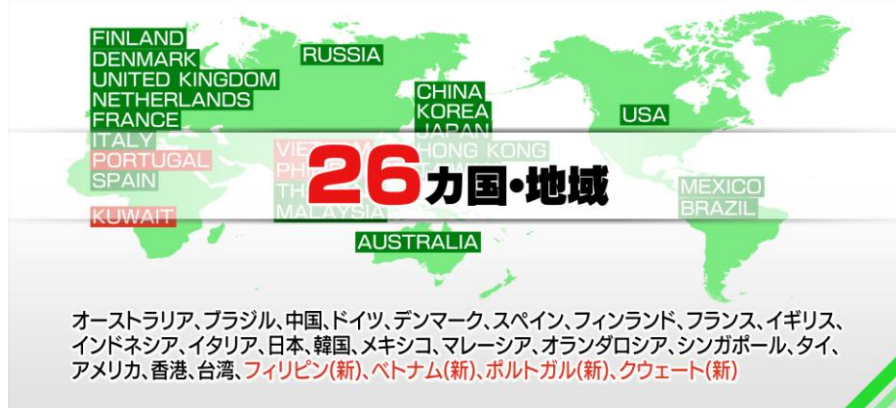 FINLAND
DENMARK
UNITED KINGDOM
NETHERLANDS
FRANCE
ITALY
PORTUGAL
SPAIN
KUWAIT
RUSSIA
CHINA
KOREA
JAPAN
HONG KONG
MALAYSIA
AUSTRALIA
USA
MEXICO
BRAZIL
26カ国・地域
オーストラリア、ブラジル、中国、ドイツ、デンマーク、スペイン、フィンランド、フランス、イギリス、
インドネシア、イタリア、日本、韓国、メキシコ、マレーシア、オランダロシア、シンガポール、タイ、
アメリカ、香港、台湾、フィリピン(新)、ベトナム(新)、ポルトガル(新)、クウェート(新)